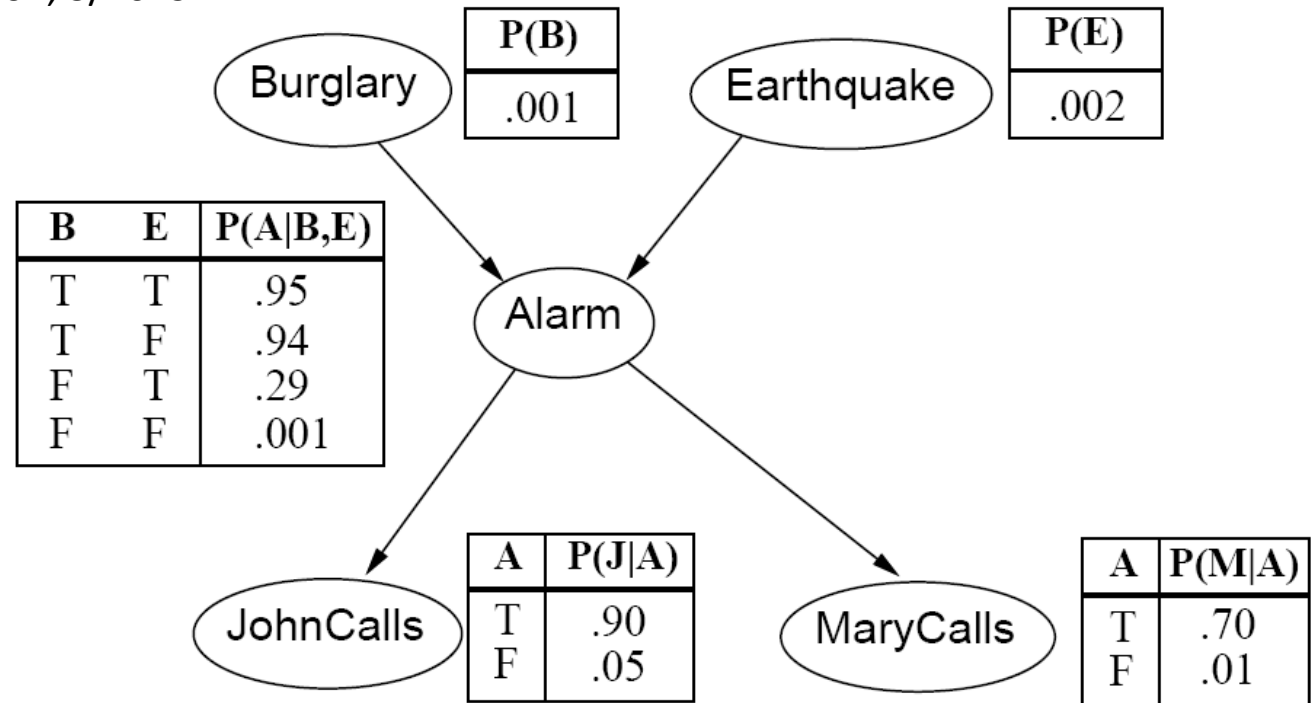 Burglary
P(B)
.001
Earthquake
P(E)
.002
B E P(A|B,E)
T T .95
T F .94
F T .29
F F .001
Alarm
JohnCalls
A P(J|A)
T .90
F .05
MaryCalls
A P(M|A)
T .70
F .01